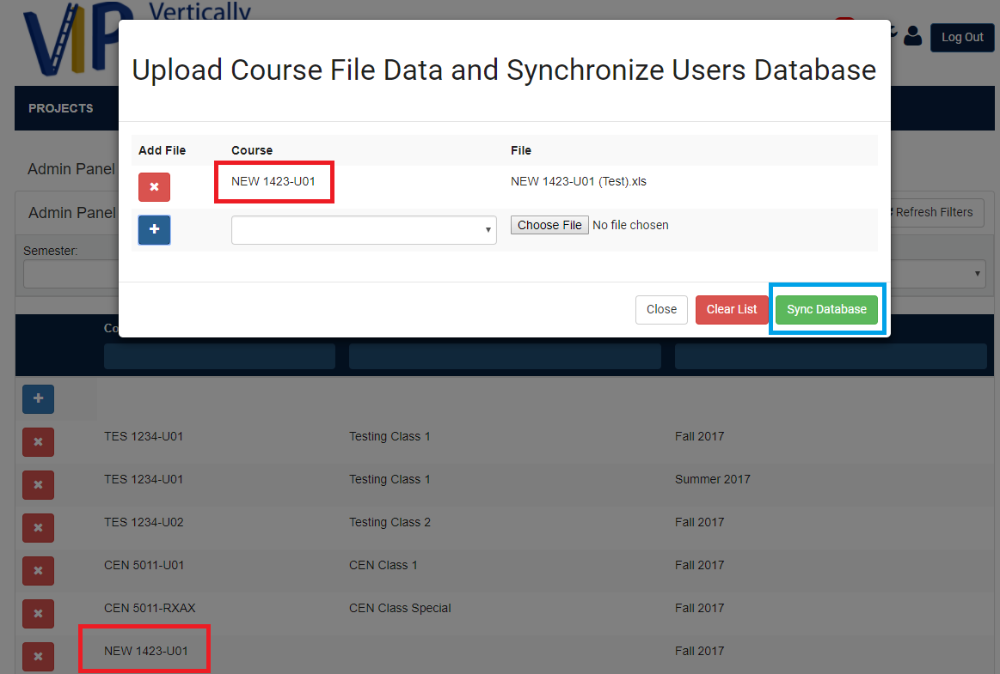 VIP Vertically
Log Out
PROJECTS
Upload Course File Data and Synchronize Users Database
Add File Course File
NEW 1423-U01 NEW 1423-U01 (Test).xls
Choose File No file chosen
Close Clear List Sync Database
Admin Panel
Admin Panel Refresh Filters
Semester:
Co
TES 1234-U01 Testing Class 1 Fall 2017
TES 1234-U01 Testing Class 1 Summer 2017
TES 1234-U02 Testing Class 2 Fall 2017
CEN 5011-U01 CEN Class 1 Fall 2017
CEN 5011-RXAX CEN Class Special Fall 2017
NEW 1423-U01 Fall 2017